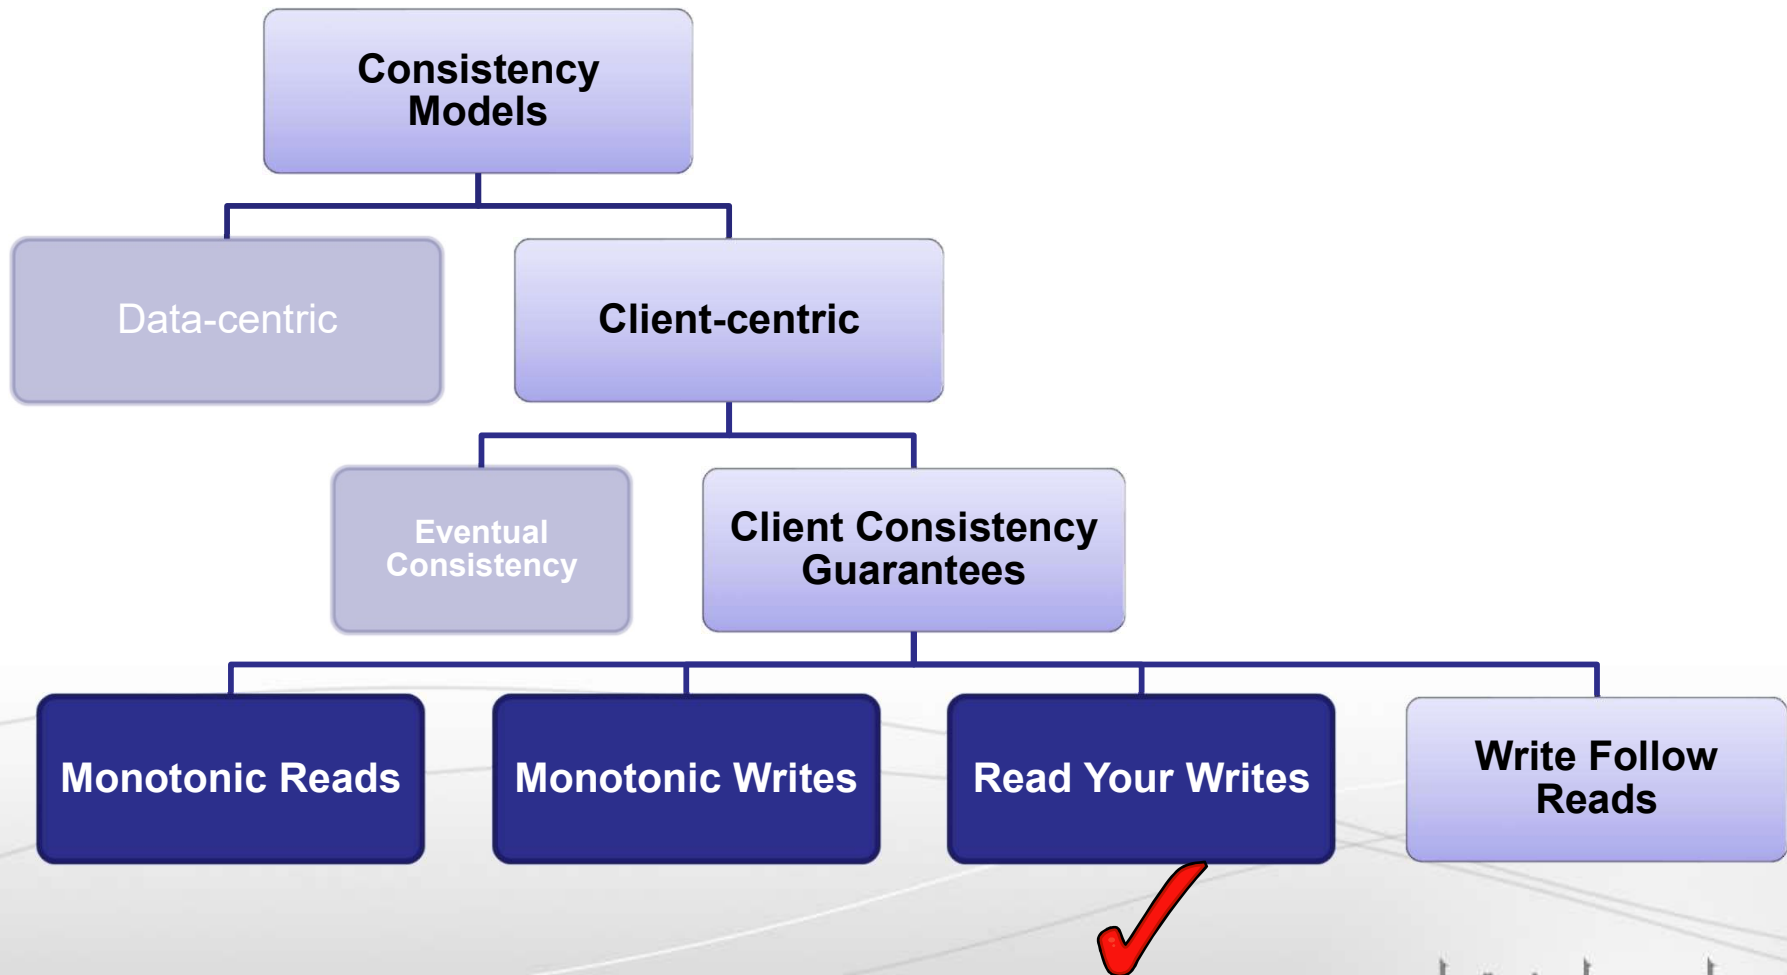 Consistency
Models
Data-centric
Client-centric
Eventual
Consistency
Client Consistency
Guarantees
Monotonic Reads
Monotonic Writes
Read Your Writes
Write Follow
Reads